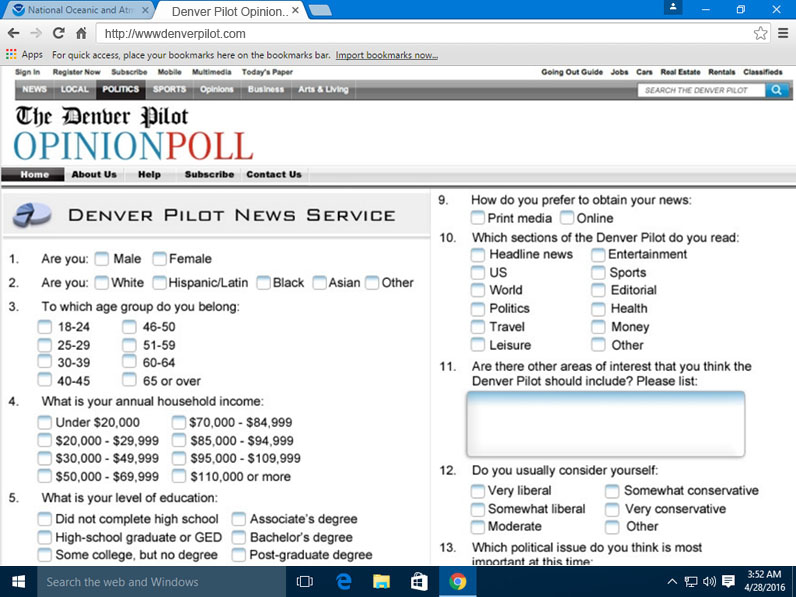 National Oceanic and Atm
Denver Pilot Opinion..
http://wwwdenverpilot.com
Apps For quick access, place your bookmarks here on the bookmarks bar. Import bookmarks now...
Sign In Register Now Subscribe Mobile Multimedia Today's Paper
Going Out Guide Jobs Cars Real Estate Rentals Classifieds
NEWS LOCAL POLITICS SPORTS Opinions Business Arts & Living
SEARCH THE DENVER PILOT
The Denver Pilot
OPINIONPOLL
Home About Us Help Subscribe Contact Us
DENVER PILOT NEWS SERVICE
1. Are you: Male Female
2. Are you: White Hispanic/Latin Black Asian Other
3. To which age group do you belong:
18-24 46-50
25-29 51-59
30-39 60-64
40-45 65 or over
4. What is your annual household income:
Under $20,000 $70,000 - $84,999
$20,000 - $29,999 $85,000 - $94,999
$30,000 - $49,999 $95,000 - $109,999
$50,000 - $69,999 $110,000 or more
5. What is your level of education:
Did not complete high school Associate's degree
High-school graduate or GED Bachelor's degree
Some college, but no degree Post-graduate degree
9. How do you prefer to obtain your news:
Print media Online
10. Which sections of the Denver Pilot do you read:
Headline news Entertainment
US Sports
World Editorial
Politics Health
Travel Money
Leisure Other
11. Are there other areas of interest that you think the
Denver Pilot should include? Please list:
12. Do you usually consider yourself:
Very liberal Somewhat conservative
Somewhat liberal Very conservative
Moderate Other
13. Which political issue do you think is most
important at this time:
Search the web and Windows
3:52 AM
4/28/2016